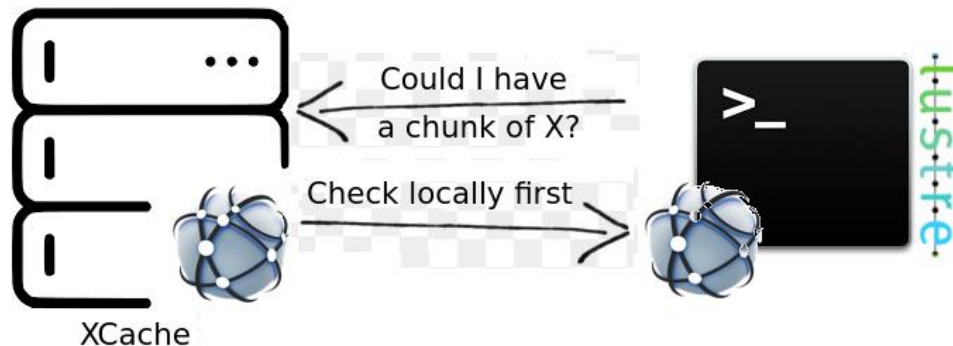 Could I have
a chunk of X?
Check locally first
XCache
>_
lustre